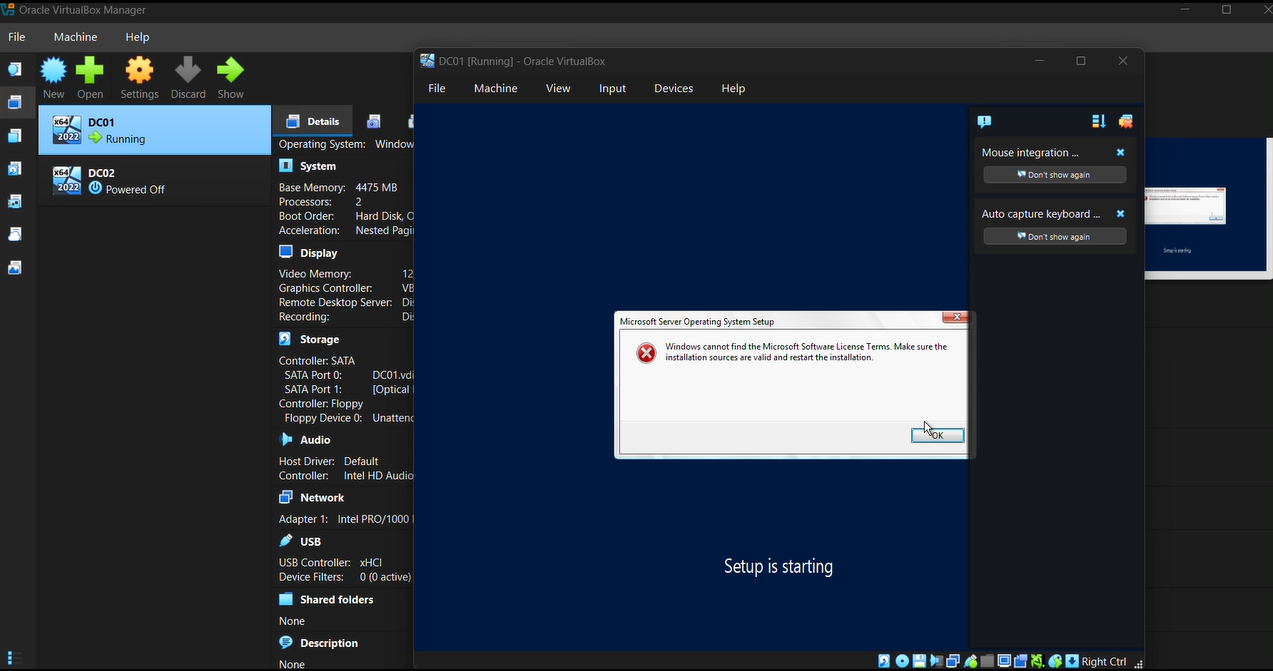 Oracle VirtualBox Manager
File Machine Help
New Open Settings Discard Show
x64 2022 DC01
Running
x64 2022 DC02
Powered Off
Details
Operating System: Window
System
Base Memory: 4475 MB
Processors: 2
Boot Order: Hard Disk, O
Acceleration: Nested Pagi
Display
Video Memory: 12
Graphics Controller: VB
Remote Desktop Server: Di
Recording: Di
Storage
Controller: SATA
SATA Port 0: DC01.vdi
SATA Port 1: [Optical
Controller: Floppy
Floppy Device 0: Unattend
Audio
Host Driver: Default
Controller: Intel HD Audio
Network
Adapter 1: Intel PRO/1000
USB
USB Controller: xHCI
Device Filters: 0 (0 active)
Shared folders
None
Description
None
DC01 [Running] - Oracle VirtualBox
File Machine View Input Devices Help
Microsoft Server Operating System Setup
Windows cannot find the Microsoft Software License Terms. Make sure the
installation sources are valid and restart the installation.
OK
Setup is starting
Mouse integration ...
Don't show again
Auto capture keyboard ...
Don't show again
Setup is starting
Right Ctrl